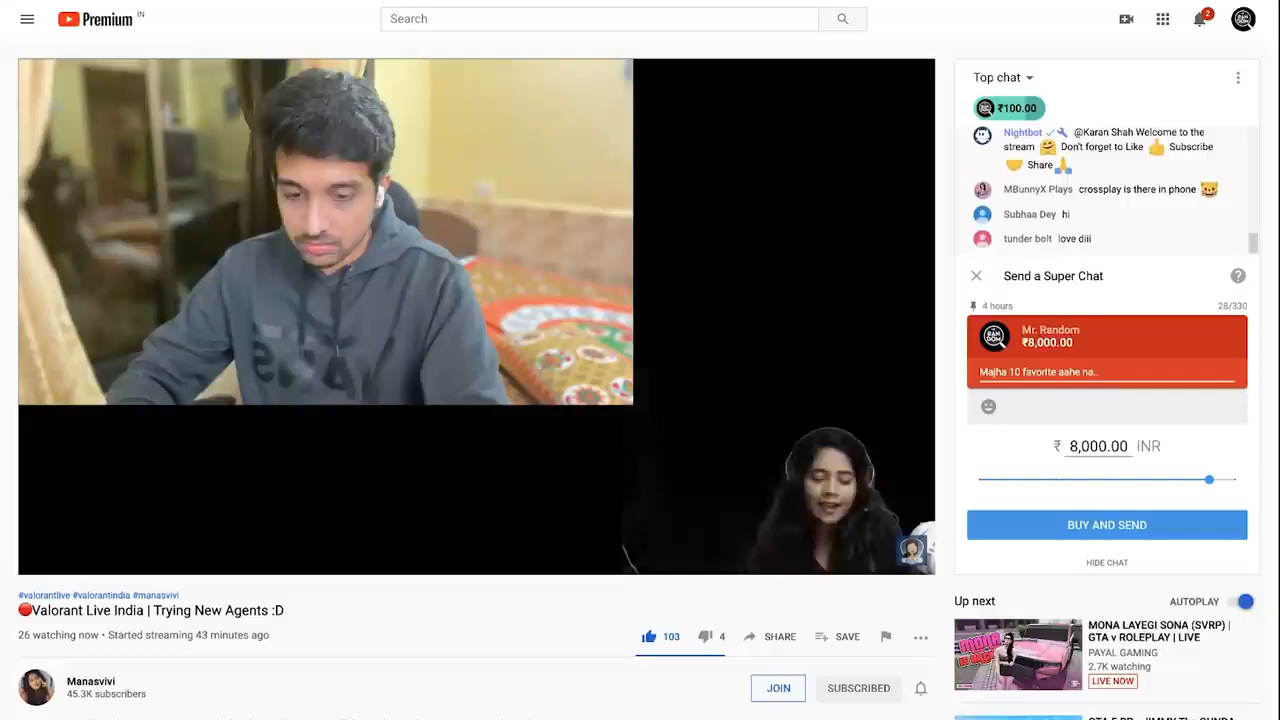 Premium IN
Search
2
Top chat
₹100.00
Nightbot @Karan Shah Welcome to the
stream 🤗 Don't forget to Like 👍 Subscribe
🤝 Share 🙏
MBunnyX Plays crossplay is there in phone 😺
Subhaa Dey hi
tunder bolt love diii
Send a Super Chat
4 hours 28/330
RANDOM
Mr. Random
₹8,000.00
Majha 10 favorite aahe na..
₹ 8,000.00 INR
BUY AND SEND
HIDE CHAT
#valorantlive #valorantindia #manasvivi
🔴Valorant Live India | Trying New Agents :D
26 watching now • Started streaming 43 minutes ago
103 4 SHARE SAVE
Manasvivi
45.3K subscribers
JOIN SUBSCRIBED
Up next AUTOPLAY
MONA LAYEGI SONA (SVRP) |
GTA v ROLEPLAY | LIVE
PAYAL GAMING
2.7K watching
LIVE NOW